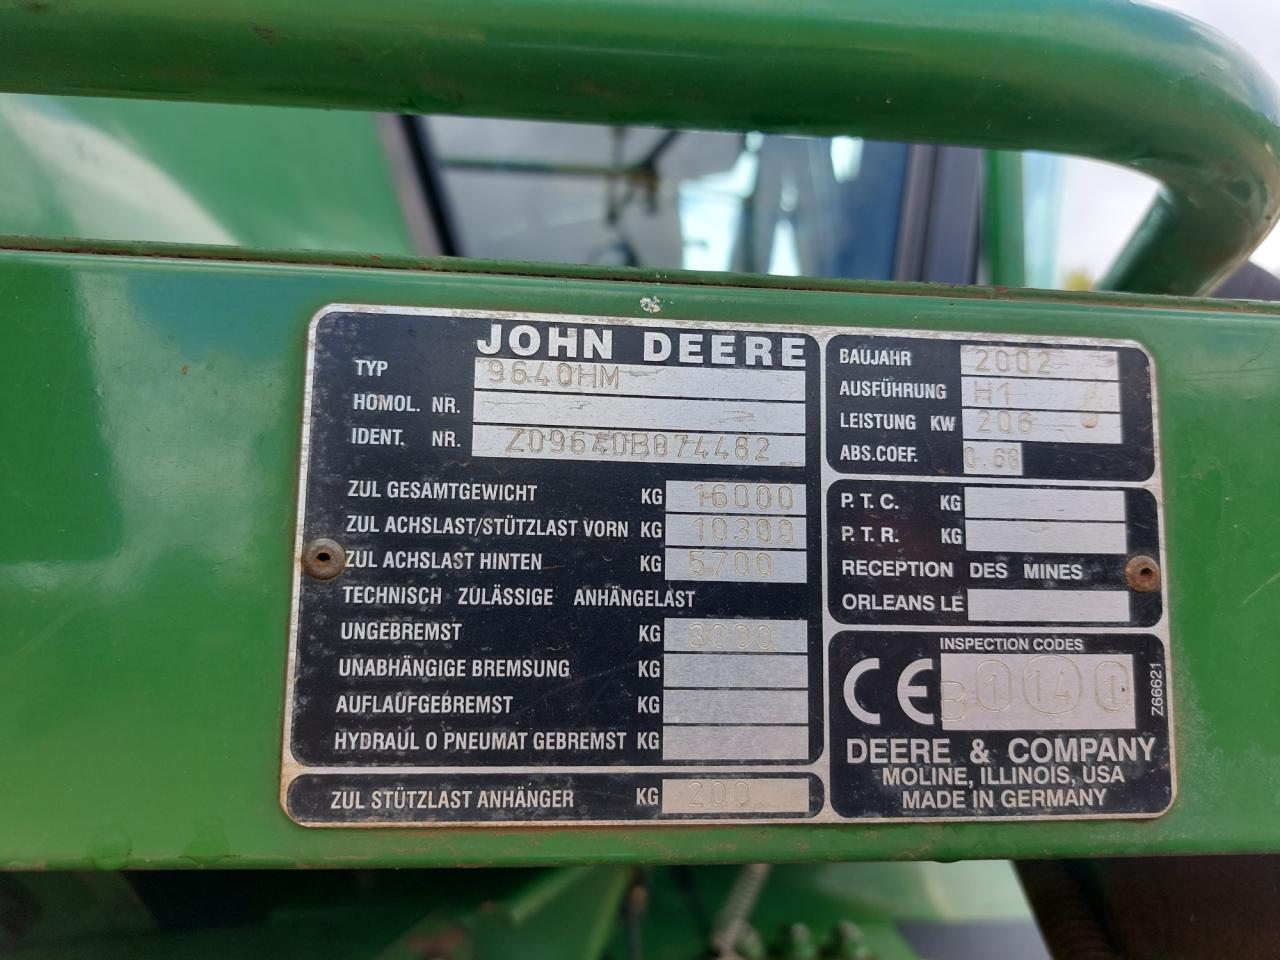 JOHN DEERE
TYP 9640HM
HOMOL. NR.
IDENT. NR. Z09640B074482
ZUL GESAMTGEWICHT KG 16000
ZUL ACHSLAST/STÜTZLAST VORN KG 10300
ZUL ACHSLAST HINTEN KG 5700
TECHNISCH ZULÄSSIGE ANHÄNGELAST
UNGEBREMST KG 3000
UNABHÄNGIGE BREMSUNG KG
AUFLAUFGEBREMST KG
HYDRAUL O PNEUMAT GEBREMST KG
ZUL STÜTZLAST ANHÄNGER KG 200
BAUJAHR 2002
AUSFÜHRUNG H1
LEISTUNG KW 206
ABS.COEF. 0.68
P.T.C. KG
P.T.R. KG
RECEPTION DES MINES
ORLEANS LE
INSPECTION CODES
CE B 1 14
Z66621
DEERE & COMPANY
MOLINE, ILLINOIS, USA
MADE IN GERMANY